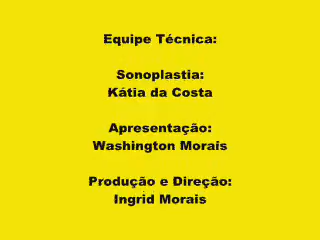 Equipe Técnica:
Sonoplastia:
Kátia da Costa
Apresentação:
Washington Morais
Produção e Direção:
Ingrid Morais